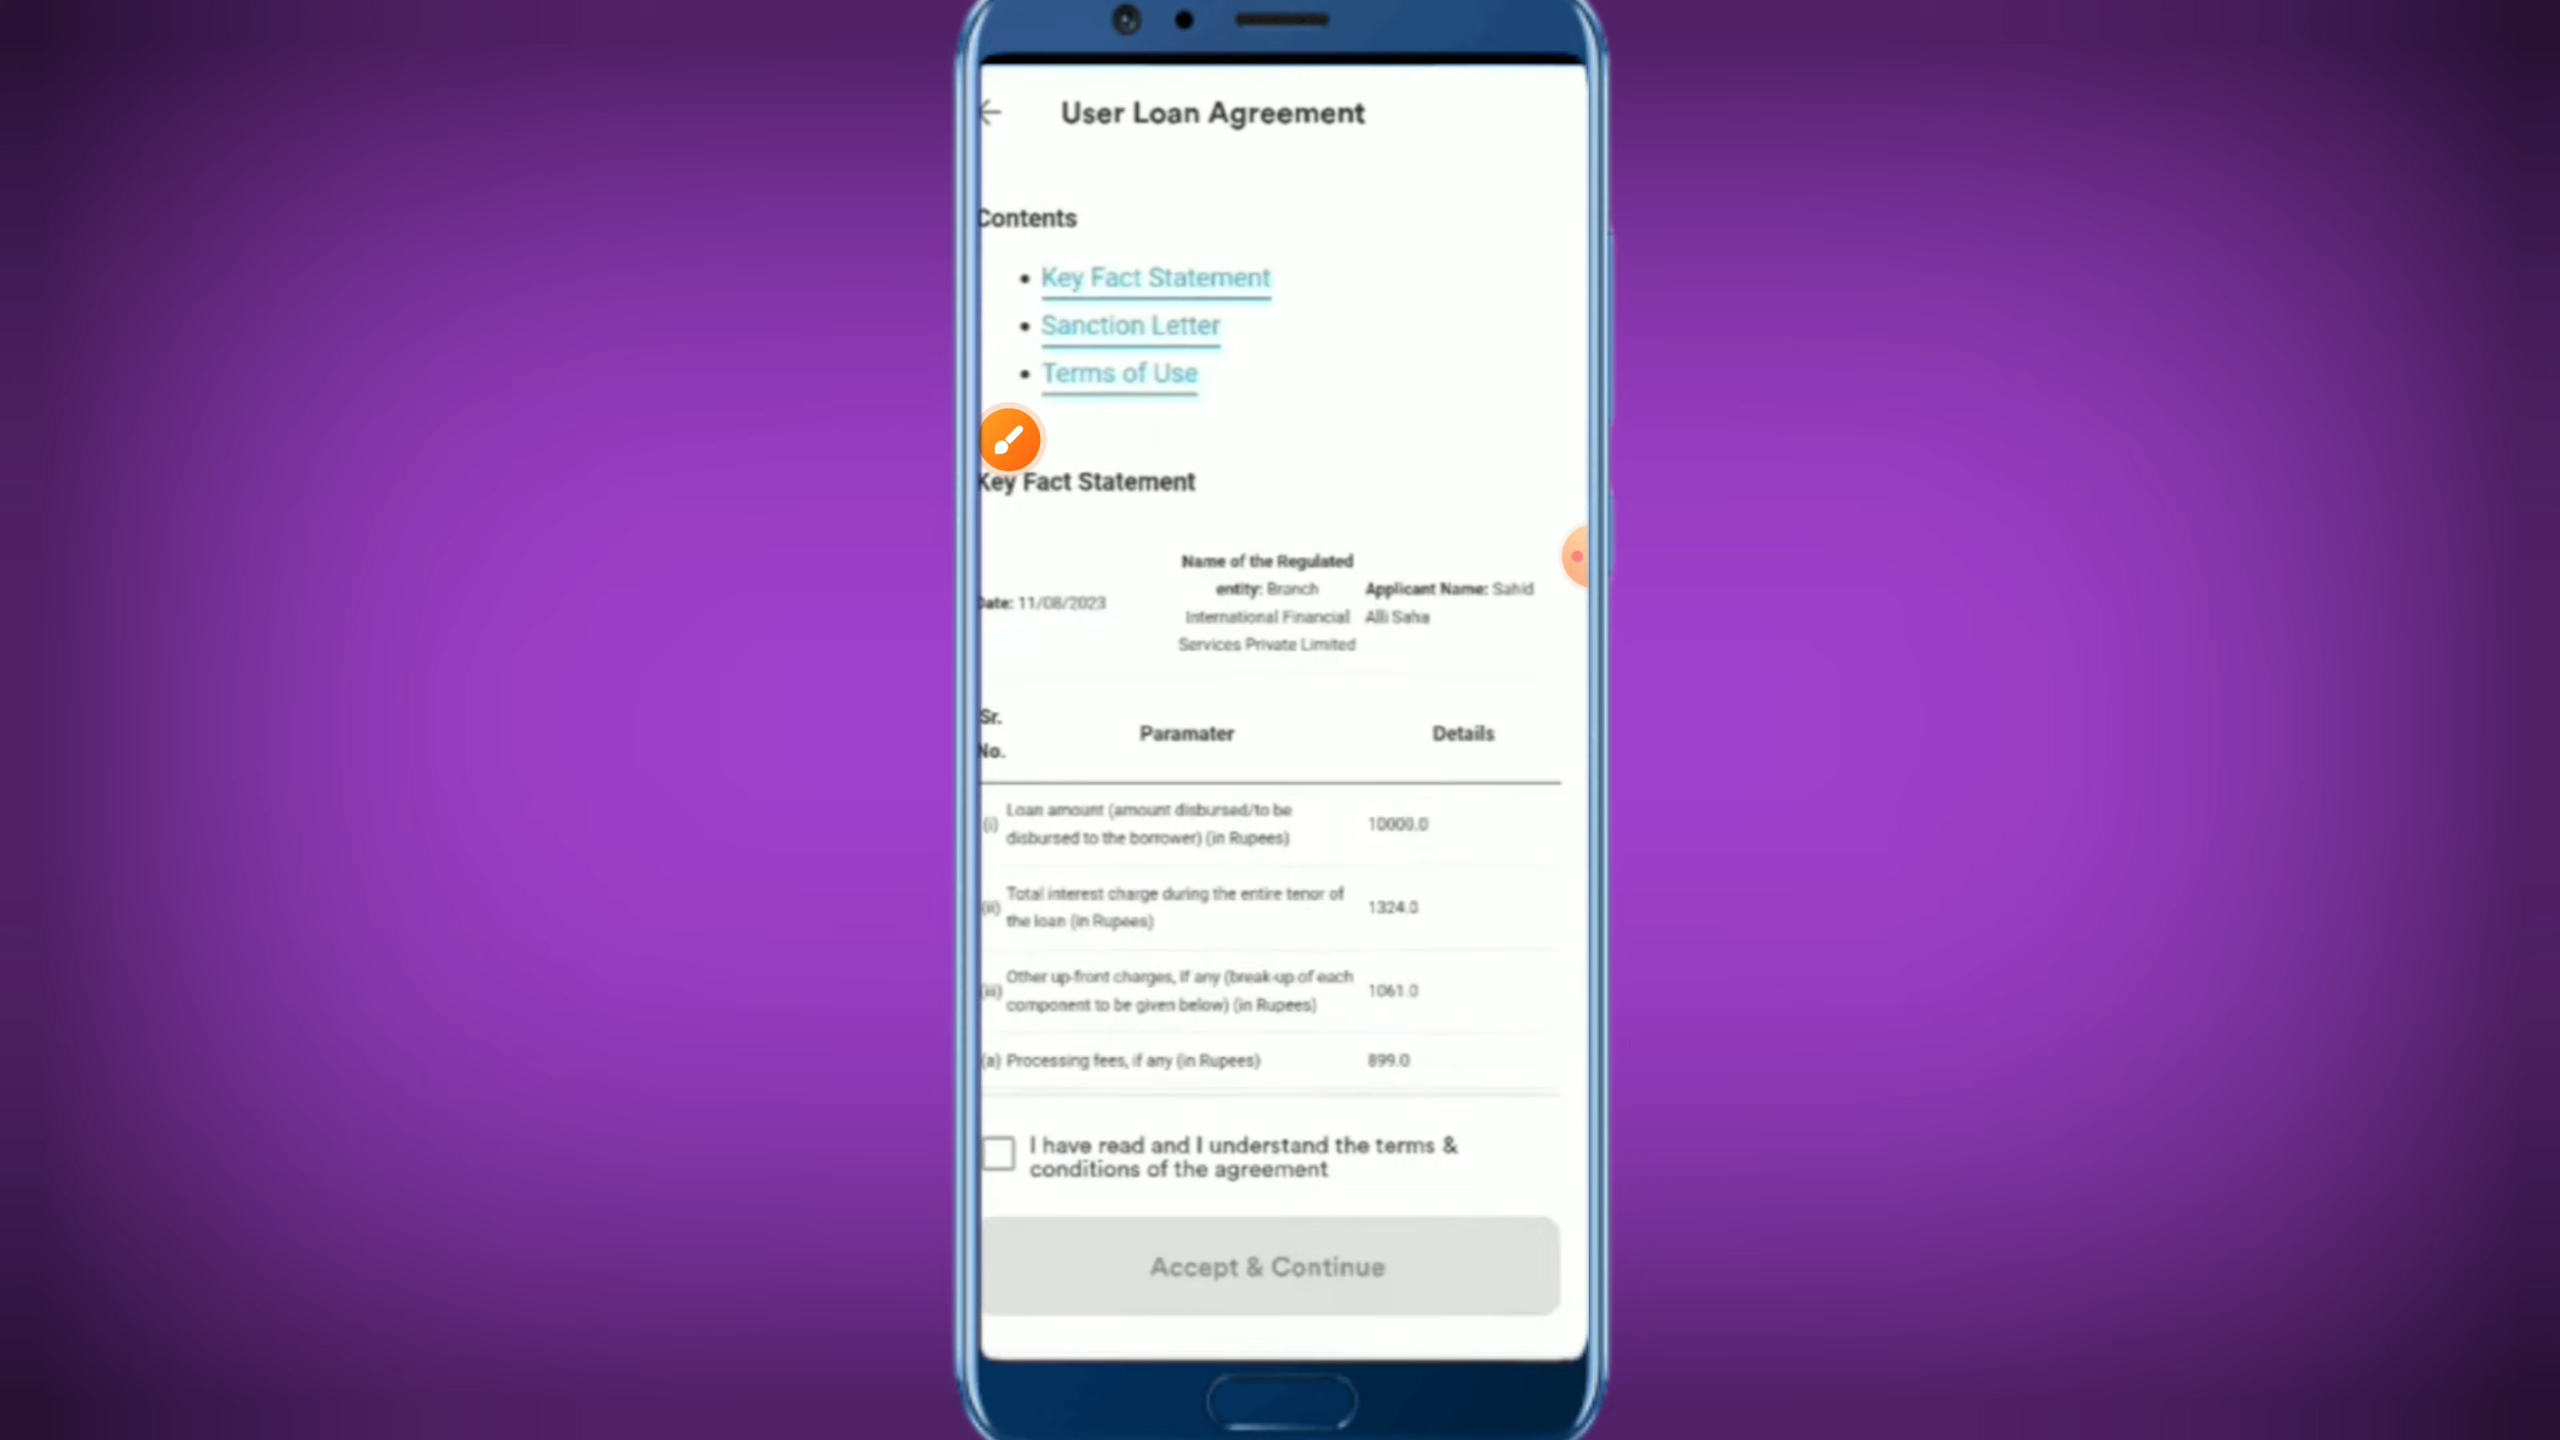 User Loan Agreement
Contents
Key Fact Statement
Sanction Letter
Terms of Use
Key Fact Statement
Date: 11/08/2023
Name of the Regulated
entity: Branch
International Financial
Services Private Limited
Applicant Name: Sahid
Alli Saha
Sr.
No.
Paramater
Details
(i) Loan amount (amount disbursed/to be
disbursed to the borrower) (in Rupees)
10000.0
(ii) Total interest charge during the entire tenor of
the loan (in Rupees)
1324.0
(iii) Other up-front charges, if any (break-up of each
component to be given below) (in Rupees)
1061.0
(a) Processing fees, if any (in Rupees)
899.0
I have read and I understand the terms &
conditions of the agreement
Accept & Continue